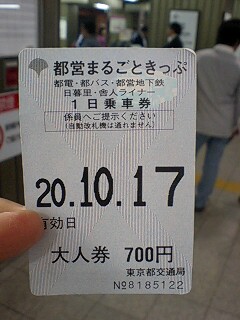 都営まるごときっぷ
都電・都バス・都営地下鉄
日暮里・舎人ライナー
1日乗車券
係員へご提示ください
(自動改札機は通れません)
20.10.17
有効日
大人券 700円
東京都交通局
№8185122